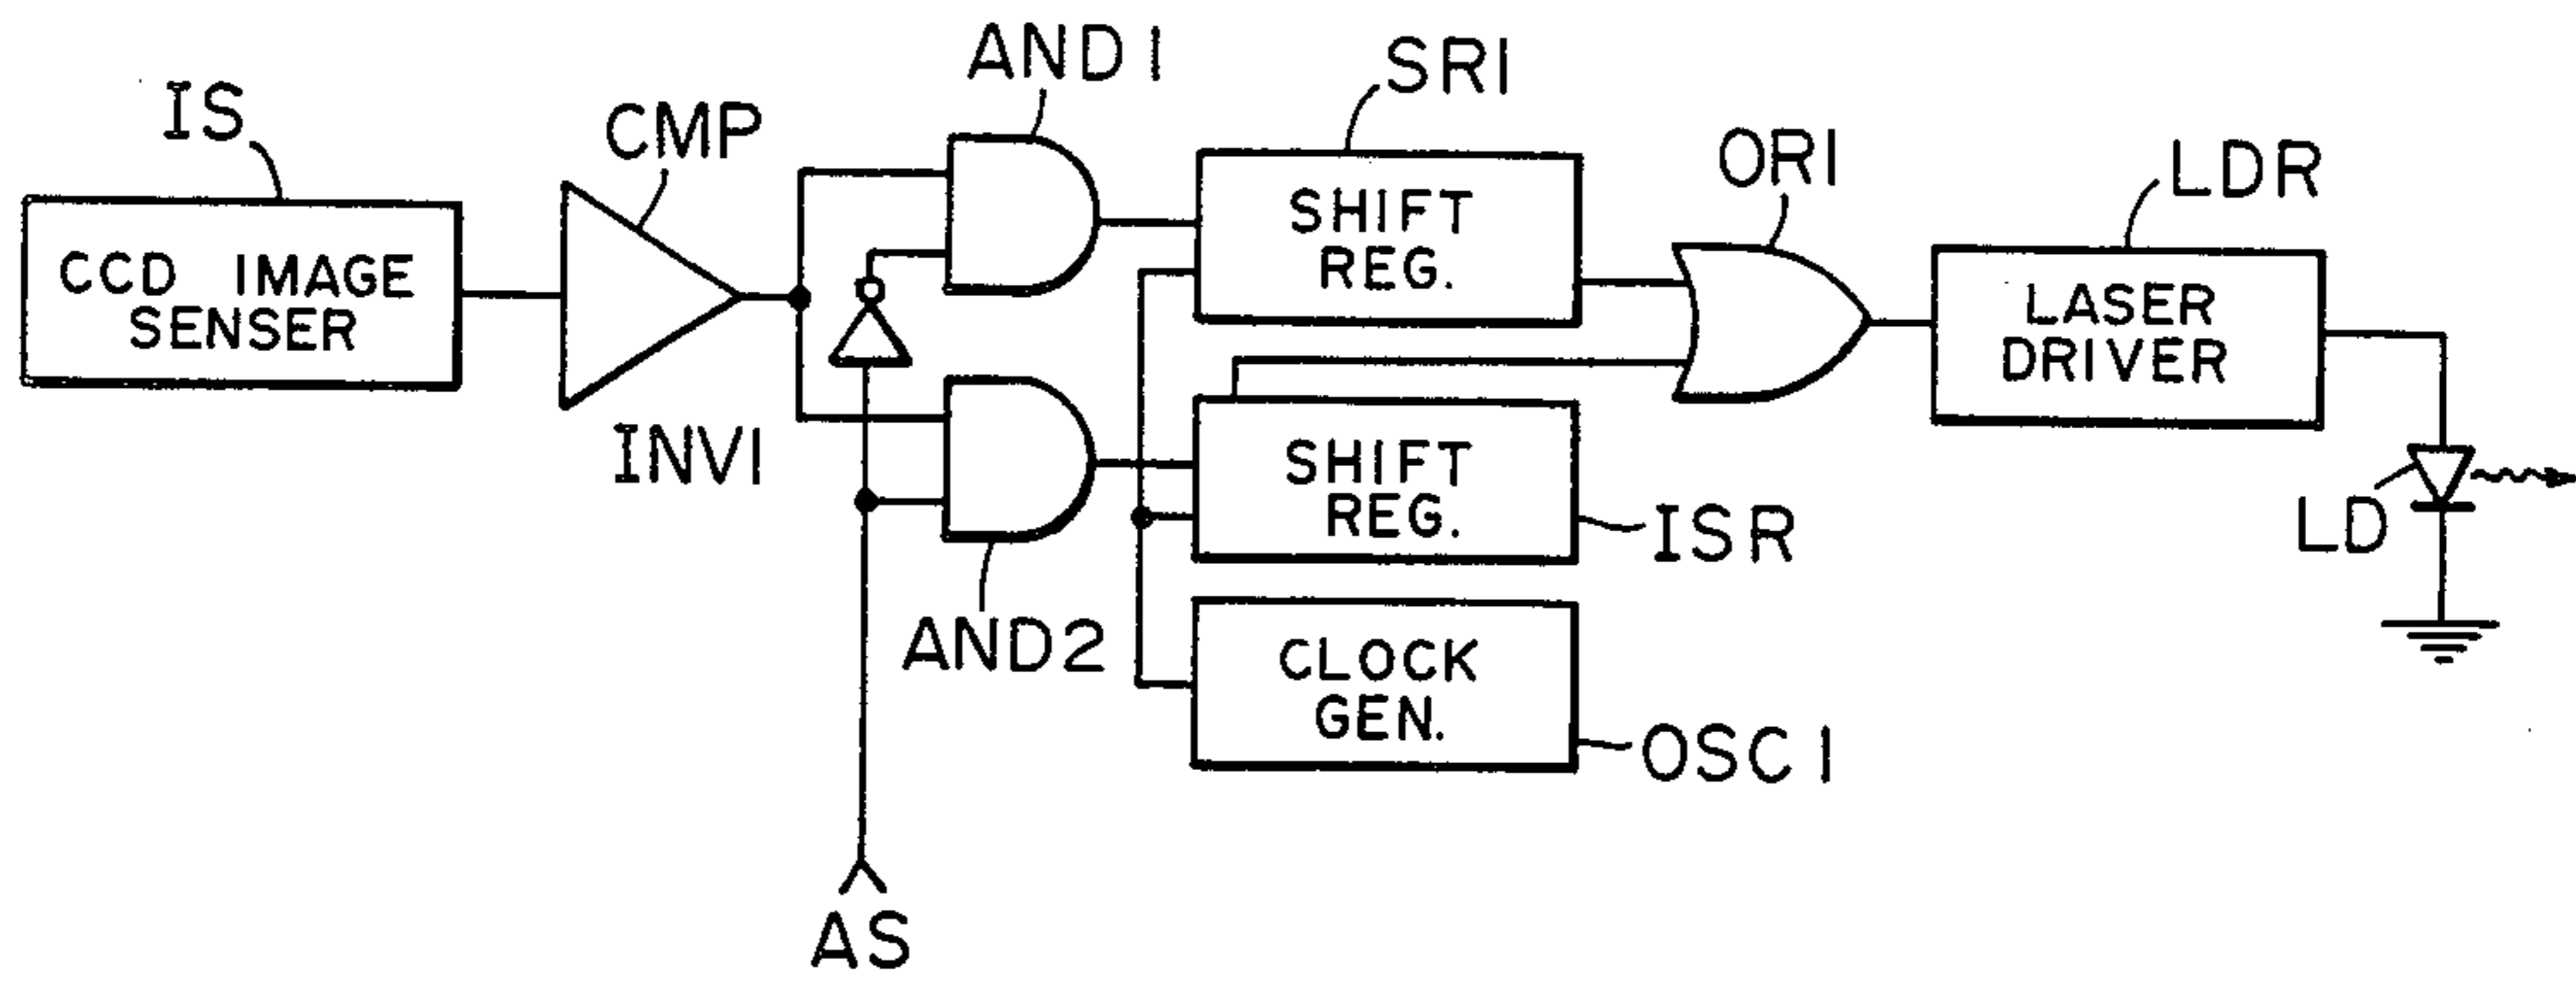 IS
CCD IMAGE
SENSER
CMP
INV1
AND1
AND2
AS
SR1
SHIFT
REG.
SHIFT
REG.
ISR
CLOCK
GEN.
OSC1
OR1
LDR
LASER
DRIVER
LD